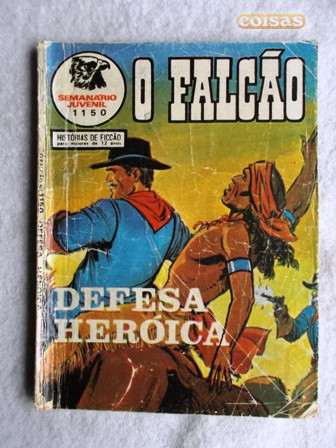 coisas
SEMANÁRIO
JUVENIL
1150
O FALCÃO
HISTÓRIAS DE FICÇÃO
para maiores de 12 anos
DEFESA
HERÓICA